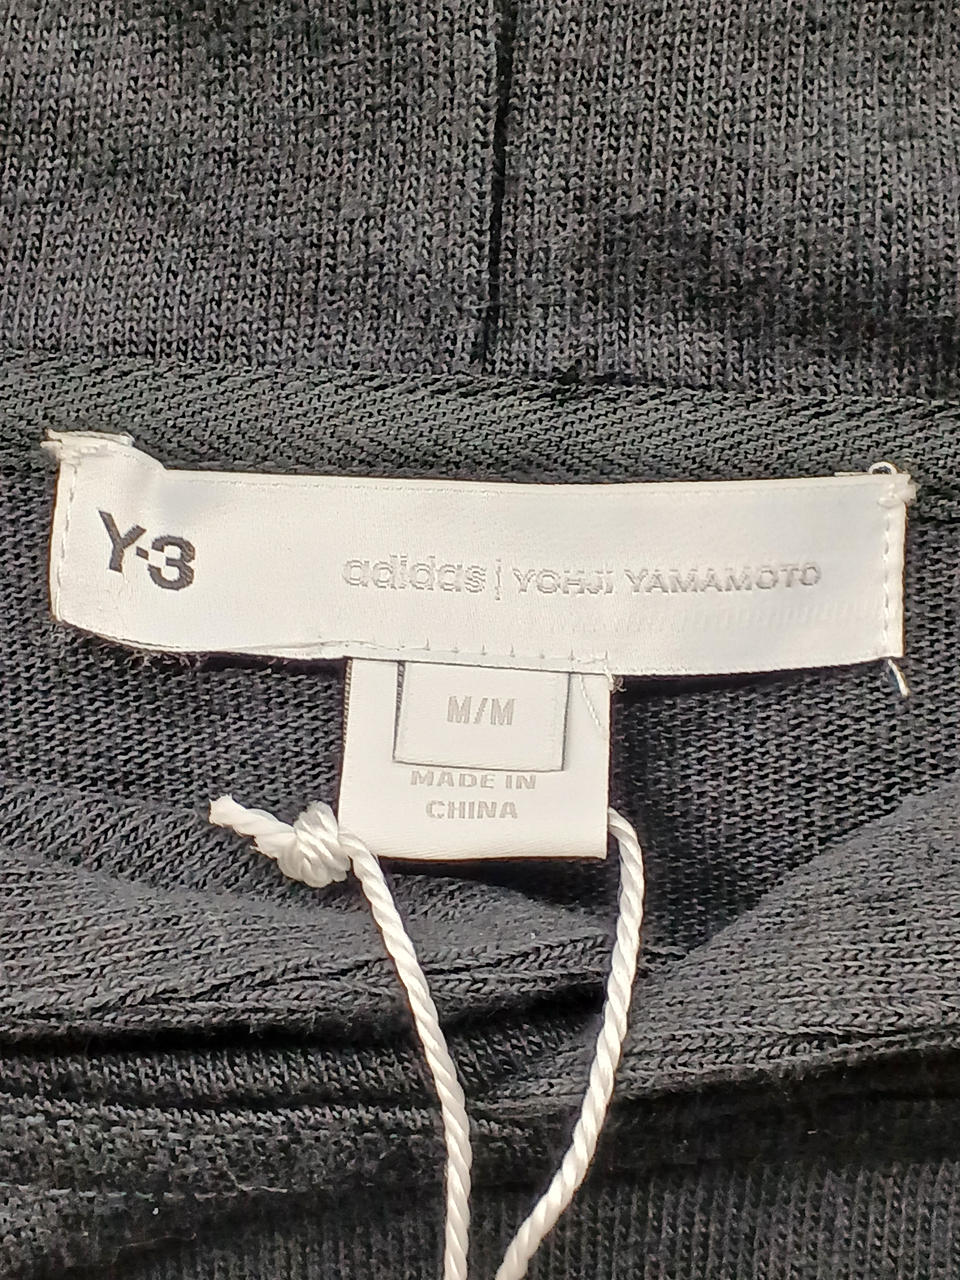 Y-3
adidas | YOHJI YAMAMOTO
M/M
MADE IN
CHINA